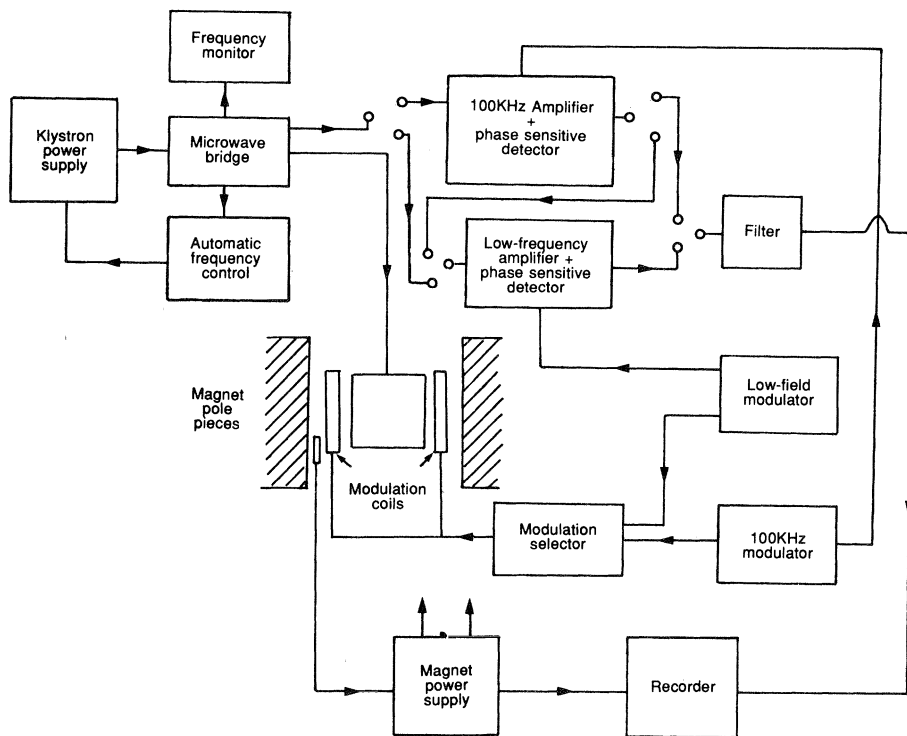 Frequency
monitor
Klystron
power
supply
Microwave
bridge
Automatic
frequency
control
100KHz Amplifier
+
phase sensitive
detector
Low-frequency
amplifier +
phase sensitive
detector
Filter
Magnet
pole
pieces
Modulation
coils
Low-field
modulator
Modulation
selector
100KHz
modulator
Magnet
power
supply
Recorder